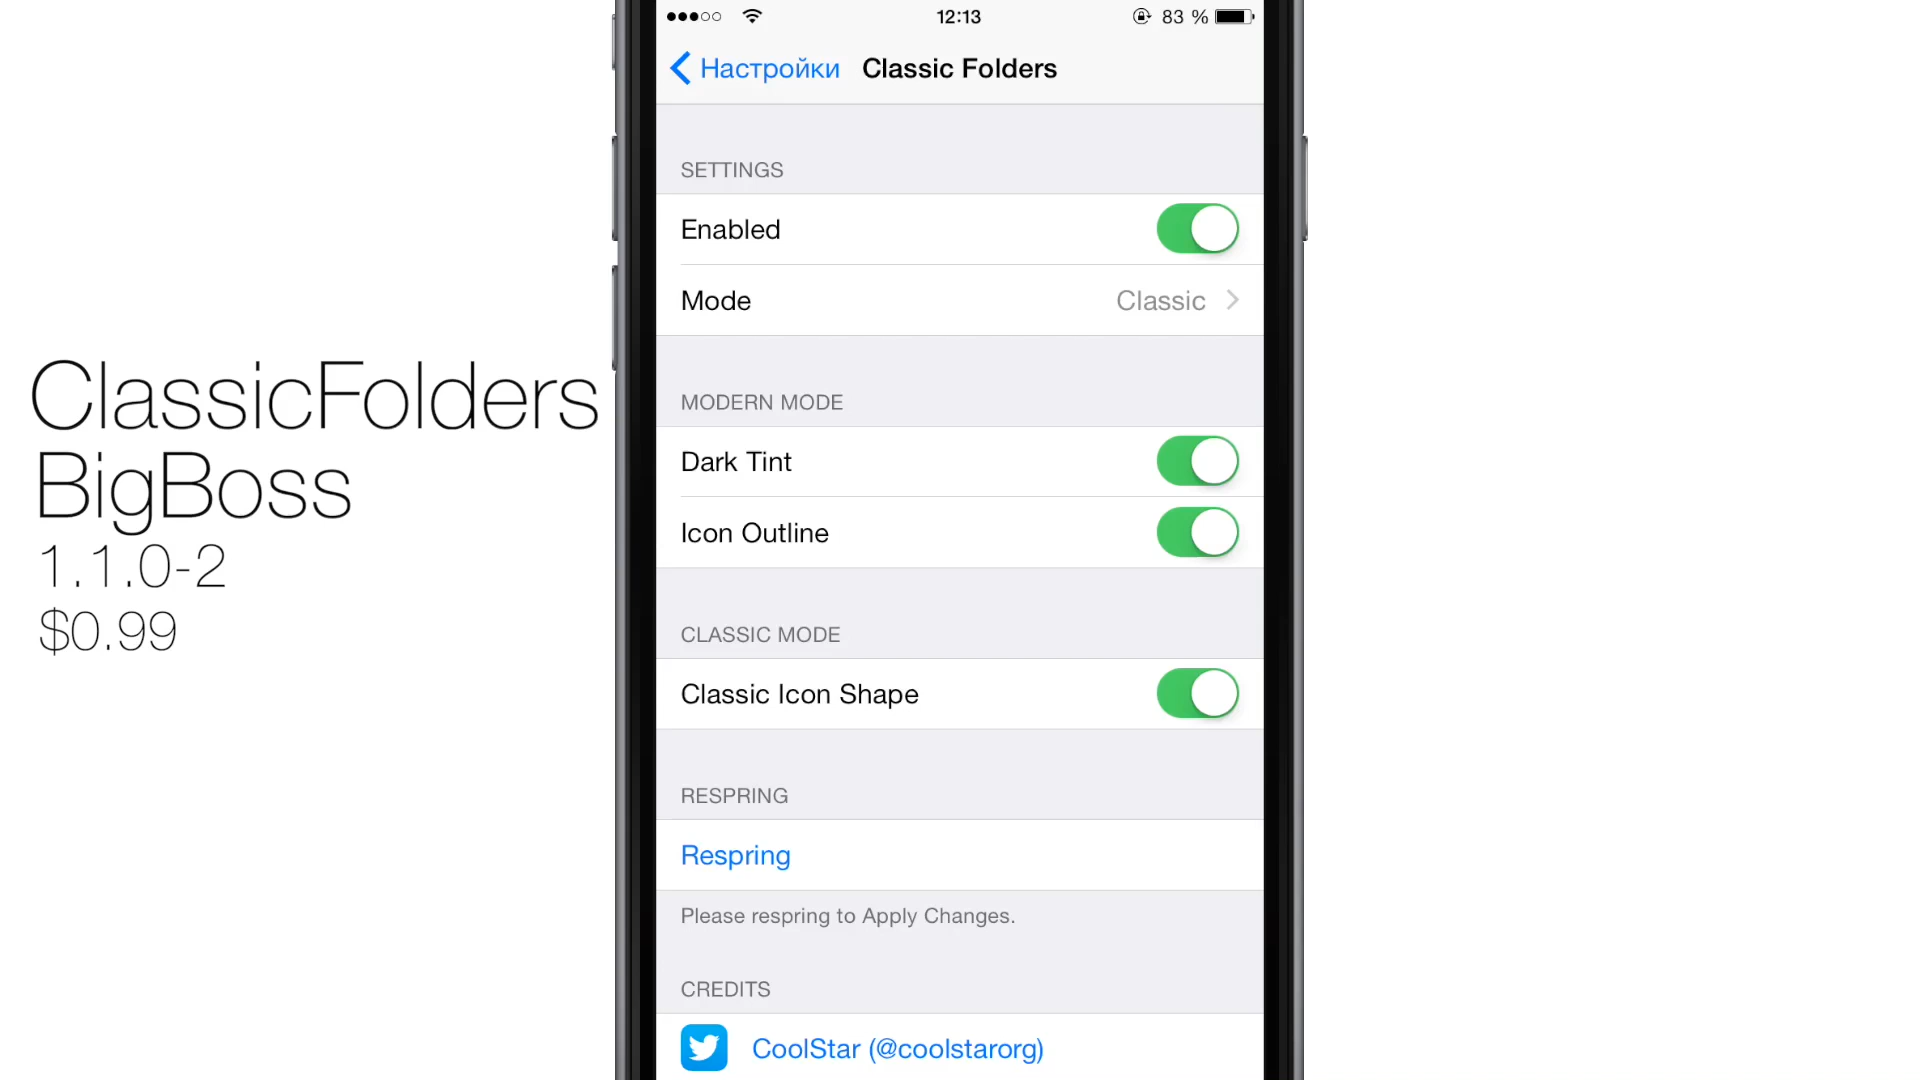 12:13
83 %
Настройки Classic Folders
SETTINGS
Enabled
Mode Classic
MODERN MODE
Dark Tint
Icon Outline
CLASSIC MODE
Classic Icon Shape
RESPRING
Respring
Please respring to Apply Changes.
CREDITS
CoolStar (@coolstarorg)
ClassicFolders
BigBoss
1.1.0-2
$0.99